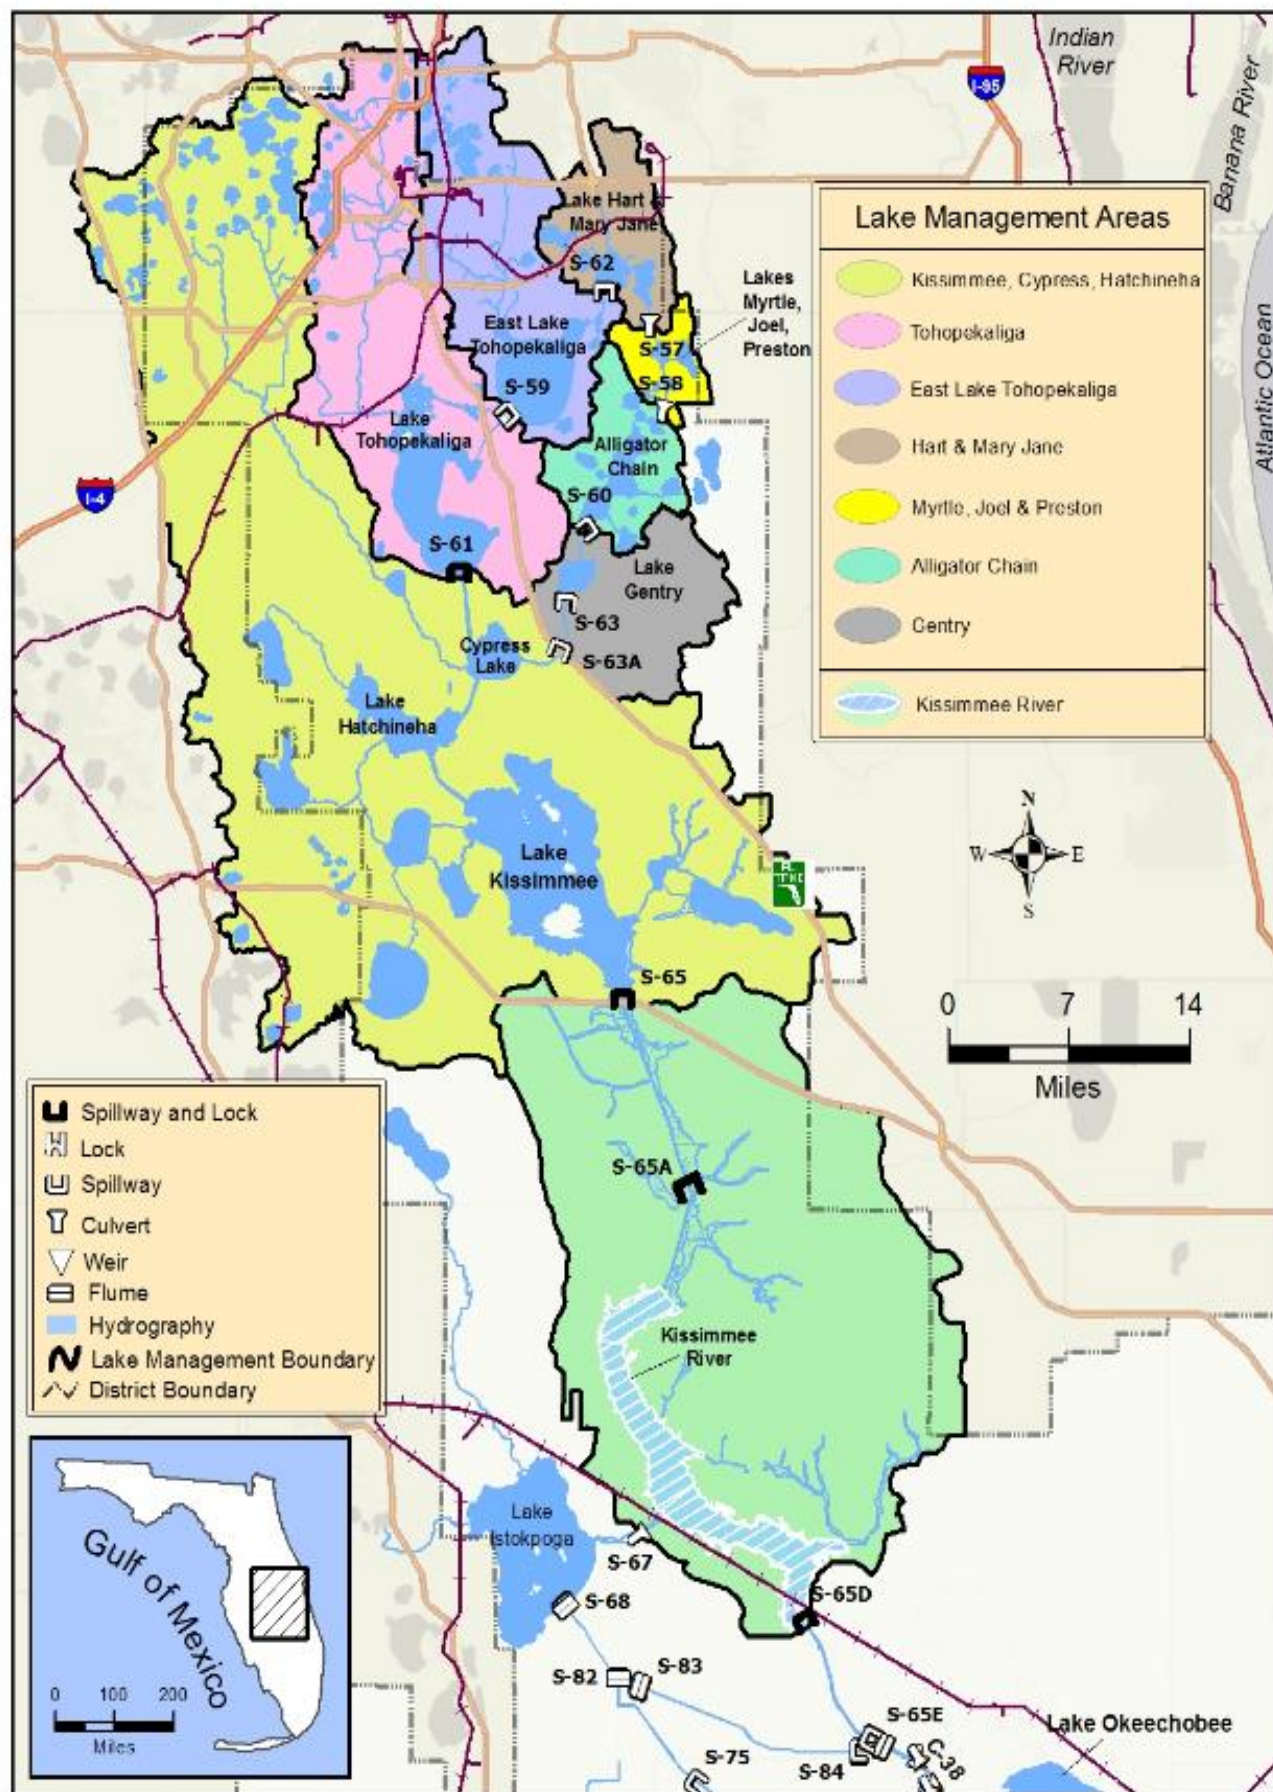 Indian
River
I-95
Banana River
Atlantic Ocean
Lake Hart &
Mary Jane
S-62
Lakes
Myrtle,
Joel,
Preston
East Lake
Tohopekaliga
S-57
S-58
S-59
Lake
Tohopekaliga
Alligator
Chain
S-60
I-4
S-61
Lake
Gentry
S-63
Cypress
Lake
S-63A
Lake
Hatchineha
Lake
Kissimmee
S-65
S-65A
Kissimmee
River
Lake
Istokpoga
S-67
S-68
S-65D
S-82
S-83
S-65E
Lake Okeechobee
S-75
S-84
C-38
Lake Management Areas
Kissimmee, Cypress, Hatchineha
Tohopekaliga
East Lake Tohopekaliga
Hart & Mary Jane
Myrtle, Joel & Preston
Alligator Chain
Gentry
Kissimmee River
N
W E
S
0 7 14
Miles
Spillway and Lock
Lock
Spillway
Culvert
Weir
Flume
Hydrography
Lake Management Boundary
District Boundary
Gulf of Mexico
0 100 200
Miles